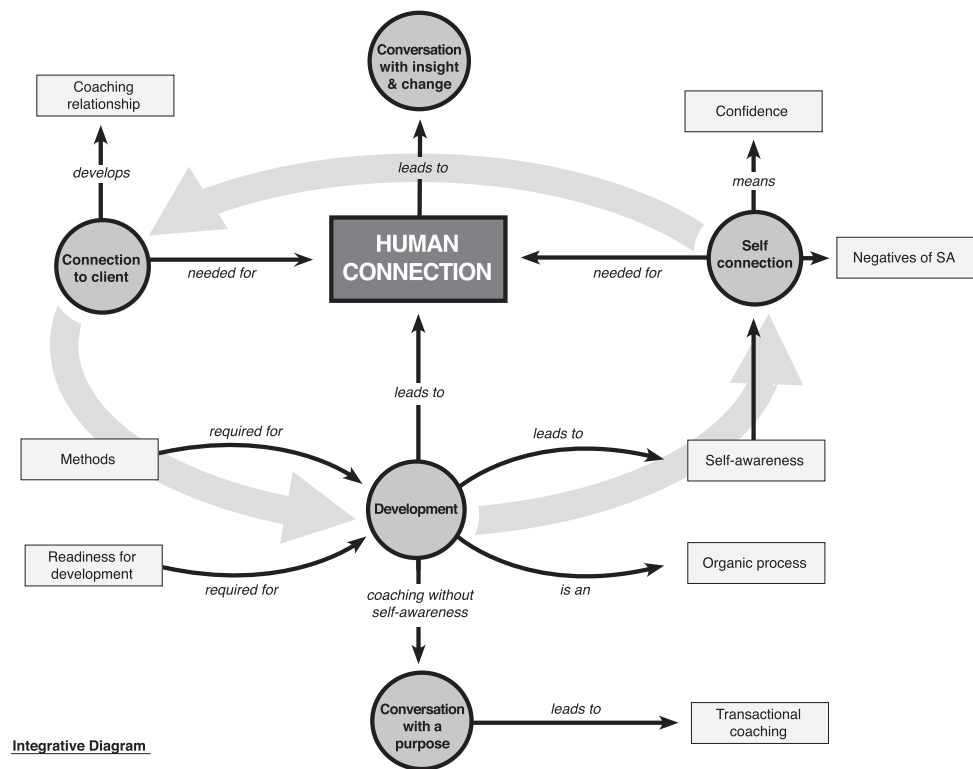 Conversation
with insight
& change
Coaching
relationship
Confidence
develops
leads to
means
Connection
to client
needed for
HUMAN
CONNECTION
needed for
Self
connection
Negatives of SA
leads to
Methods
required for
leads to
Self-awareness
Development
Readiness for
development
required for
is an
Organic process
coaching without
self-awareness
Conversation
with a
purpose
leads to
Transactional
coaching
Integrative Diagram